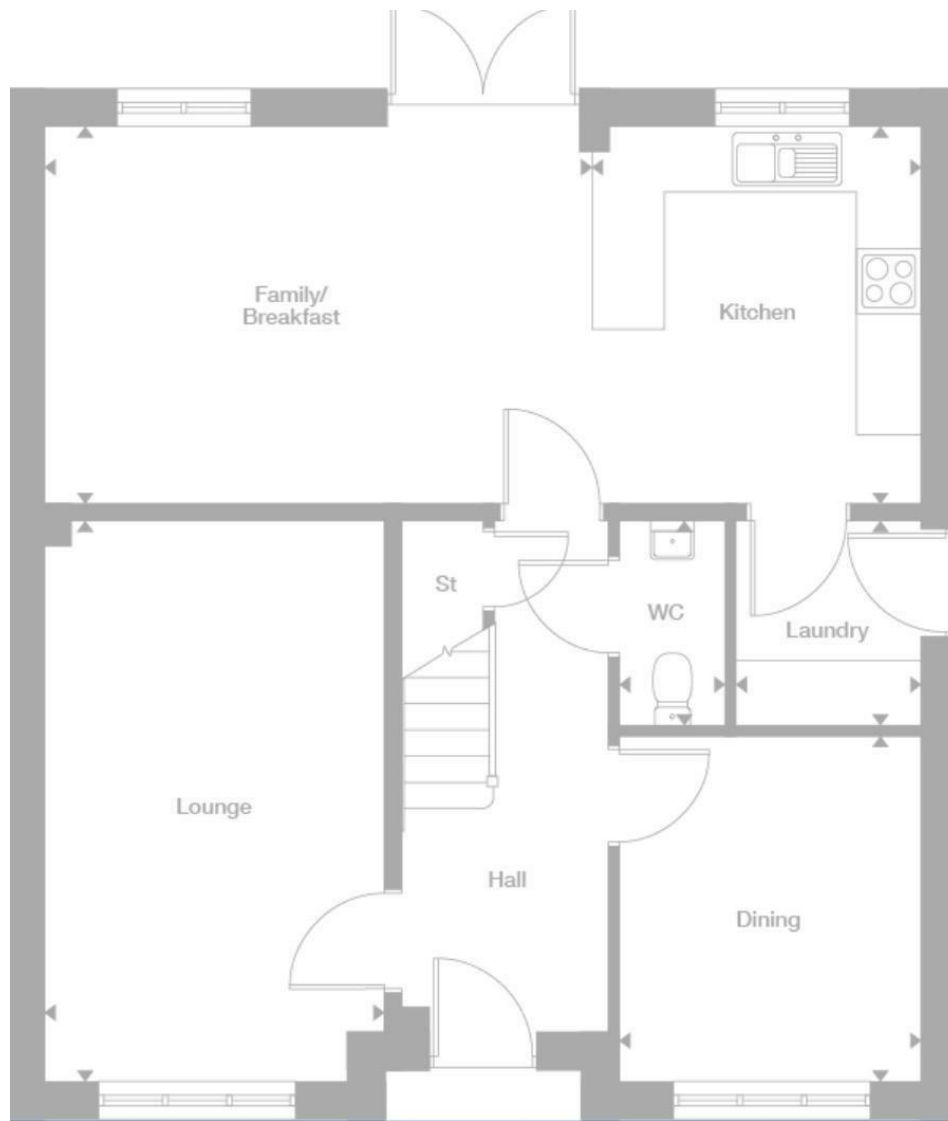 Family/
Breakfast
Kitchen
St
WC
Laundry
Lounge
Hall
Dining